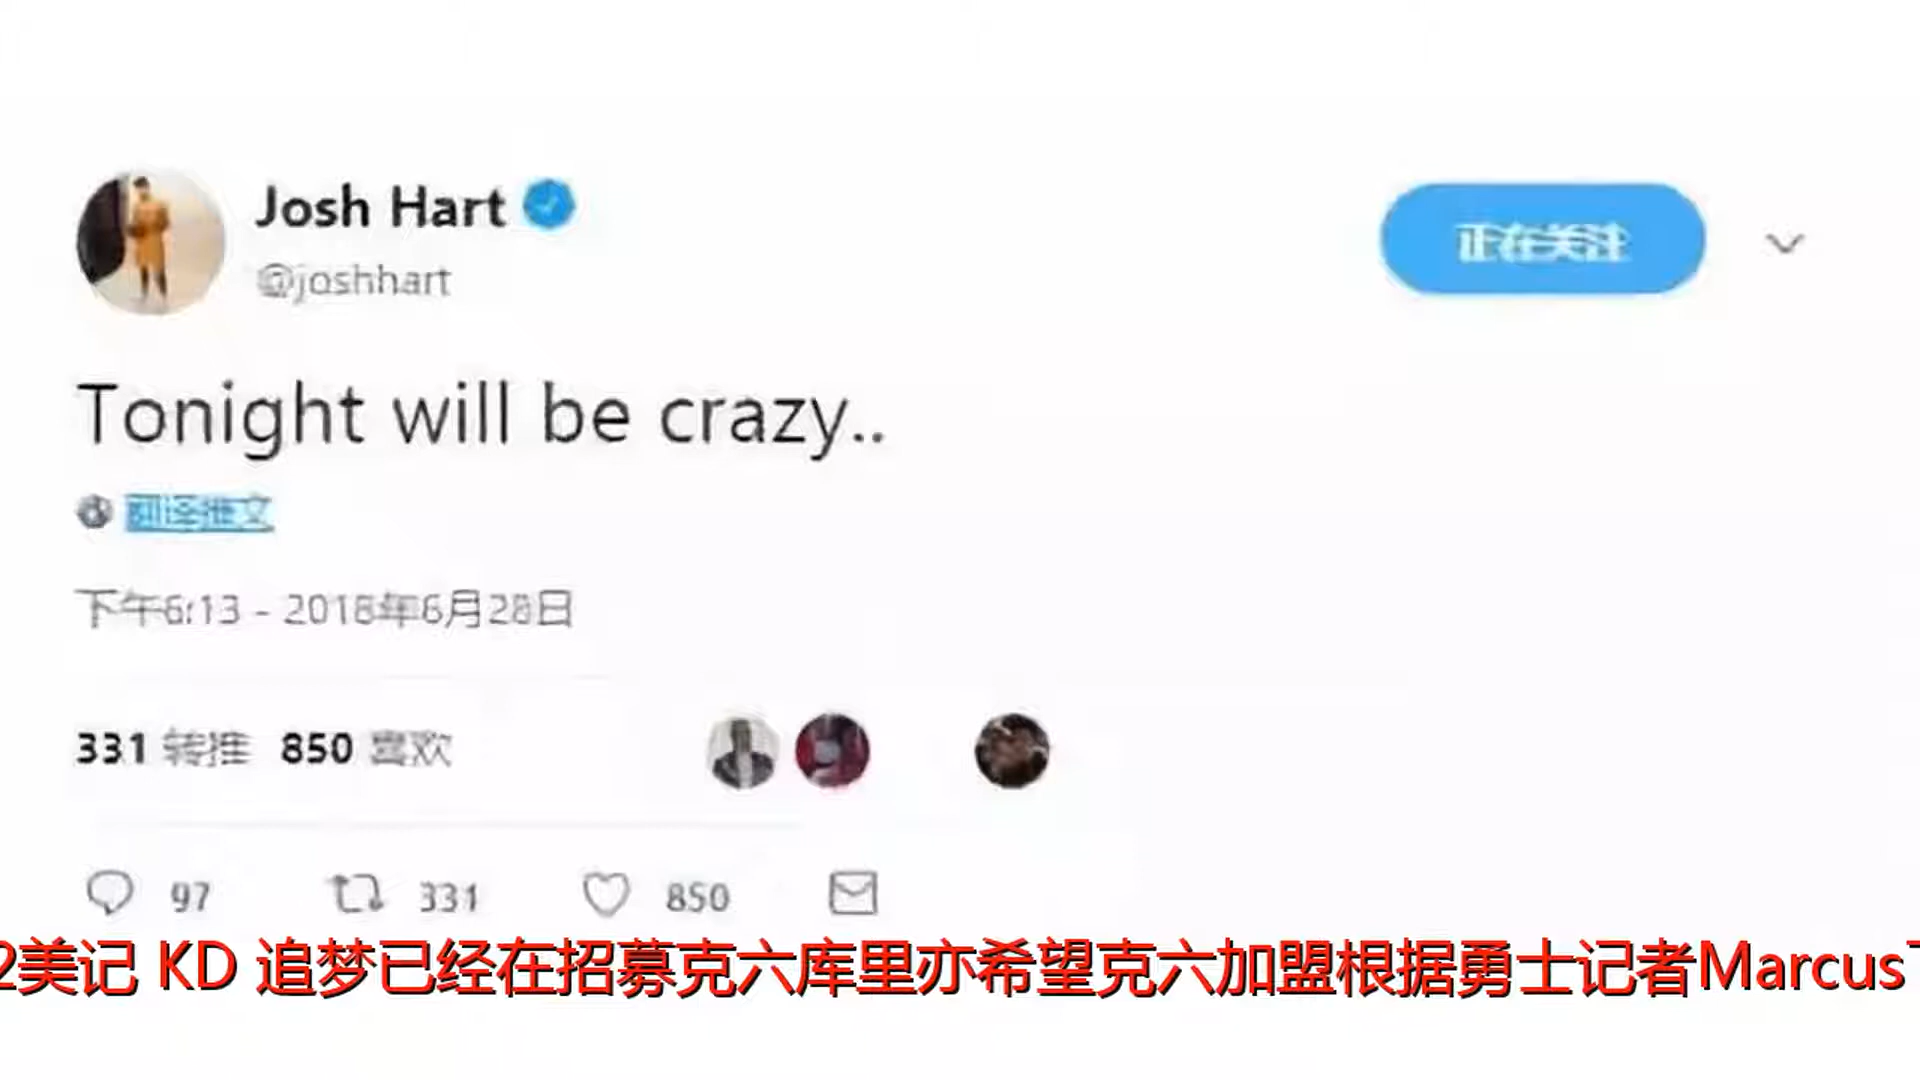 Josh Hart
@joshhart
正在关注
Tonight will be crazy..
翻译推文
下午6:13 - 2018年6月28日
331 转推 850 喜欢
97 331 850
2美记 KD 追梦已经在招募克六库里亦希望克六加盟根据勇士记者Marcus